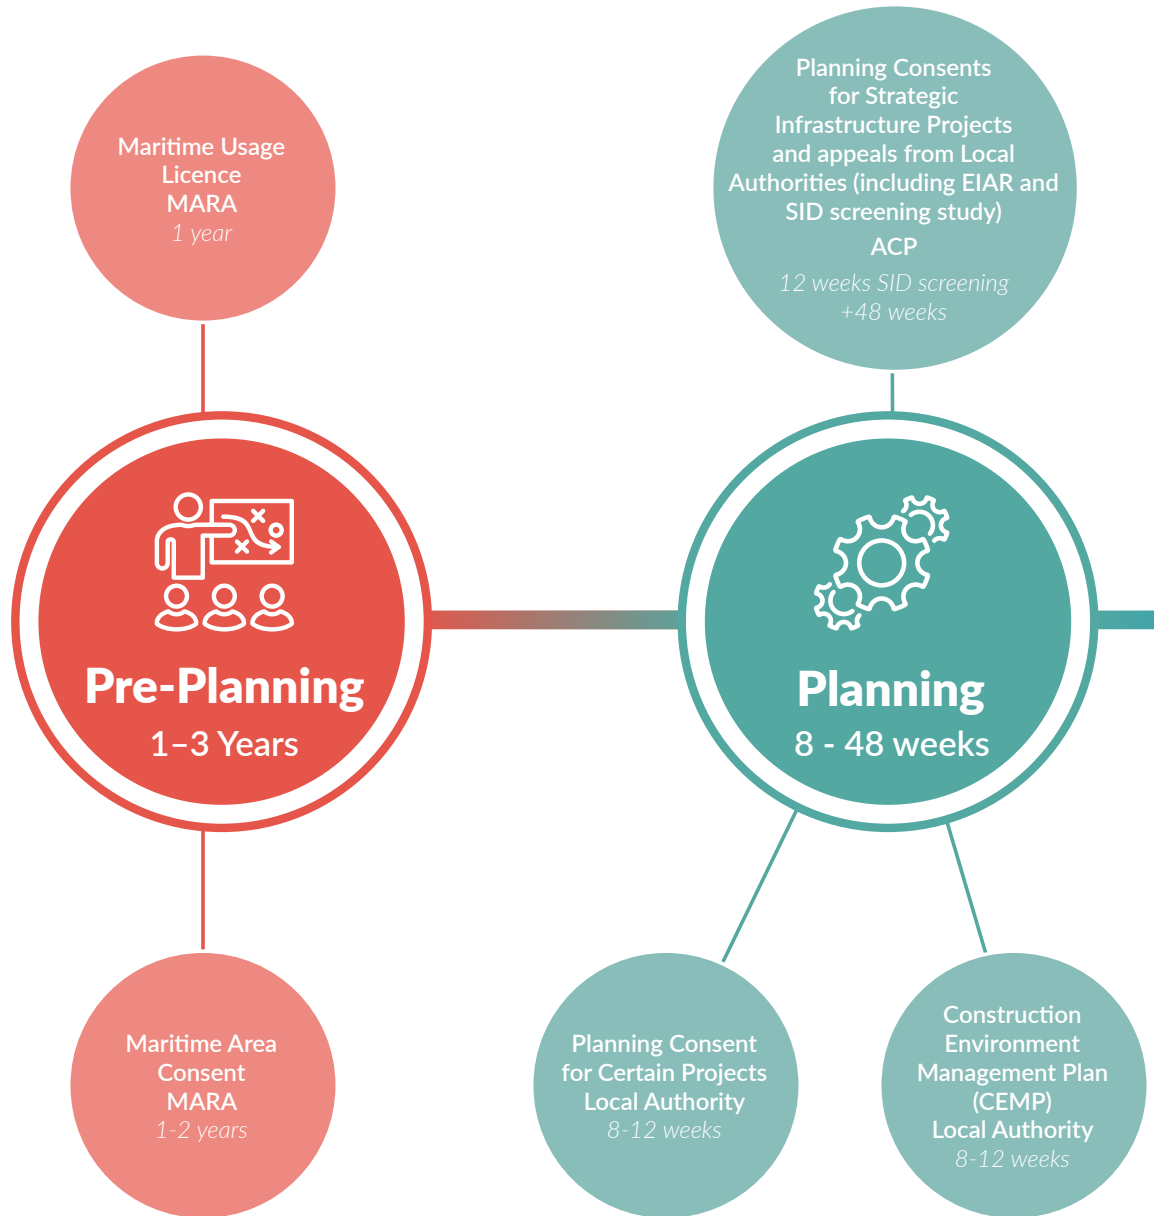 Maritime Usage
Licence
MARA
1 year
Planning Consents
for Strategic
Infrastructure Projects
and appeals from Local
Authorities (including EIAR and
SID screening study)
ACP
12 weeks SID screening
+48 weeks
Pre-Planning
1–3 Years
Planning
8 - 48 weeks
Maritime Area
Consent
MARA
1-2 years
Planning Consent
for Certain Projects
Local Authority
8-12 weeks
Construction
Environment
Management Plan
(CEMP)
Local Authority
8-12 weeks